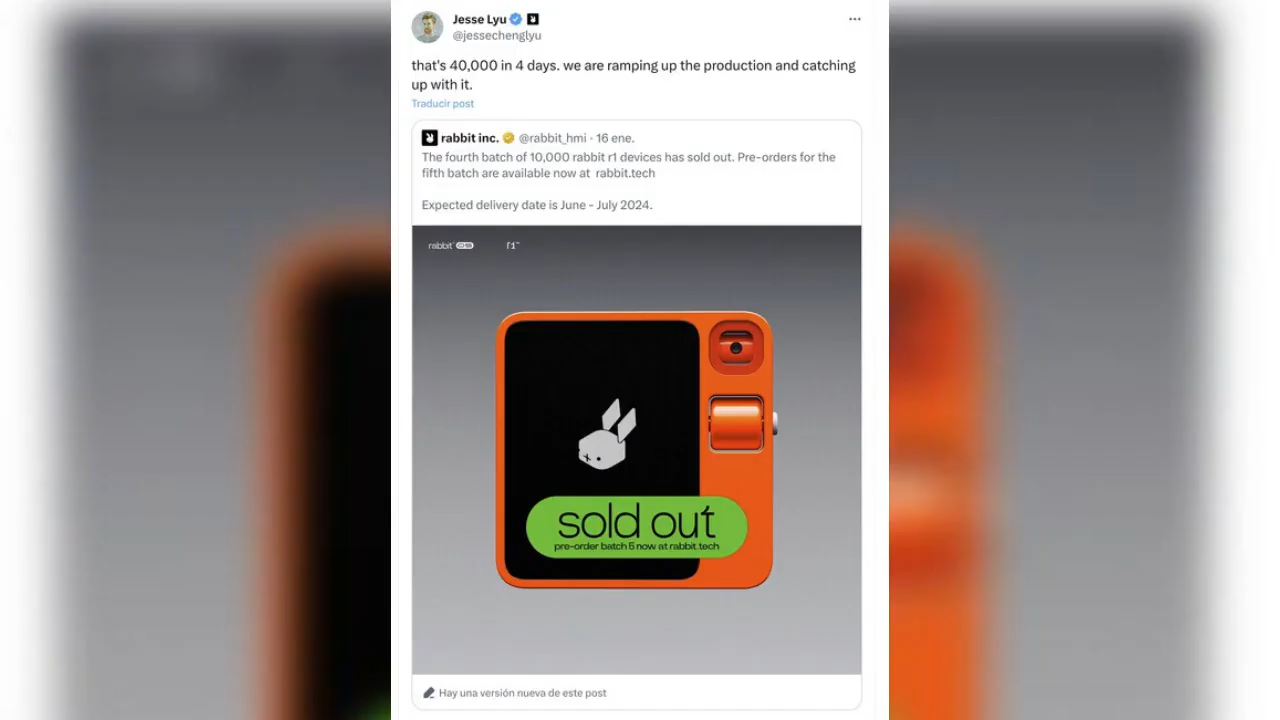 Jesse Lyu
@jessechenglyu
that's 40,000 in 4 days. we are ramping up the production and catching
up with it.
Traducir post
rabbit inc. @rabbit_hmi · 16 ene.
The fourth batch of 10,000 rabbit r1 devices has sold out. Pre-orders for the
fifth batch are available now at rabbit.tech
Expected delivery date is June - July 2024.
rabbit OS r1™
sold out
pre-order batch 5 now at rabbit.tech
Hay una versión nueva de este post